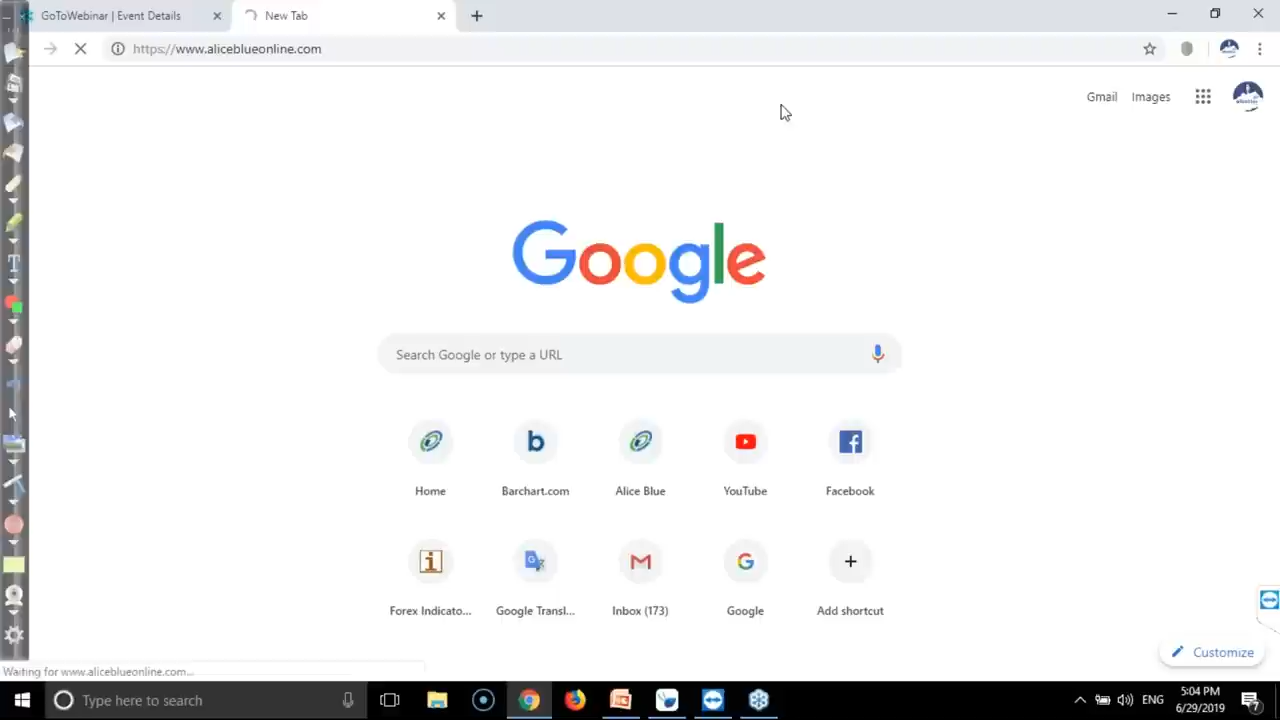 GoToWebinar | Event Details
New Tab
https://www.aliceblueonline.com
Gmail Images
Google
Search Google or type a URL
Home Barchart.com Alice Blue YouTube Facebook
Forex Indicato... Google Transl... Inbox (173) Google Add shortcut
Customize
Waiting for www.aliceblueonline.com...
Type here to search
ENG
5:04 PM
6/29/2019
7